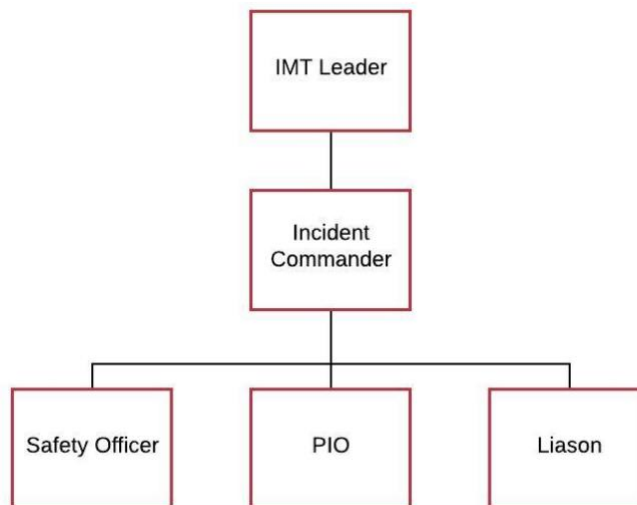 IMT Leader
Incident
Commander
Safety Officer
PIO
Liason